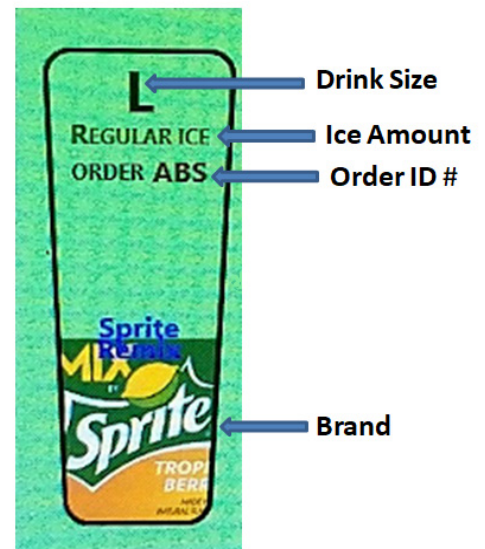 L
Drink Size
REGULAR ICE
Ice Amount
ORDER ABS
Order ID #
Sprite
Remix
MIX
BY
Sprite
Brand
TROPI
BERR